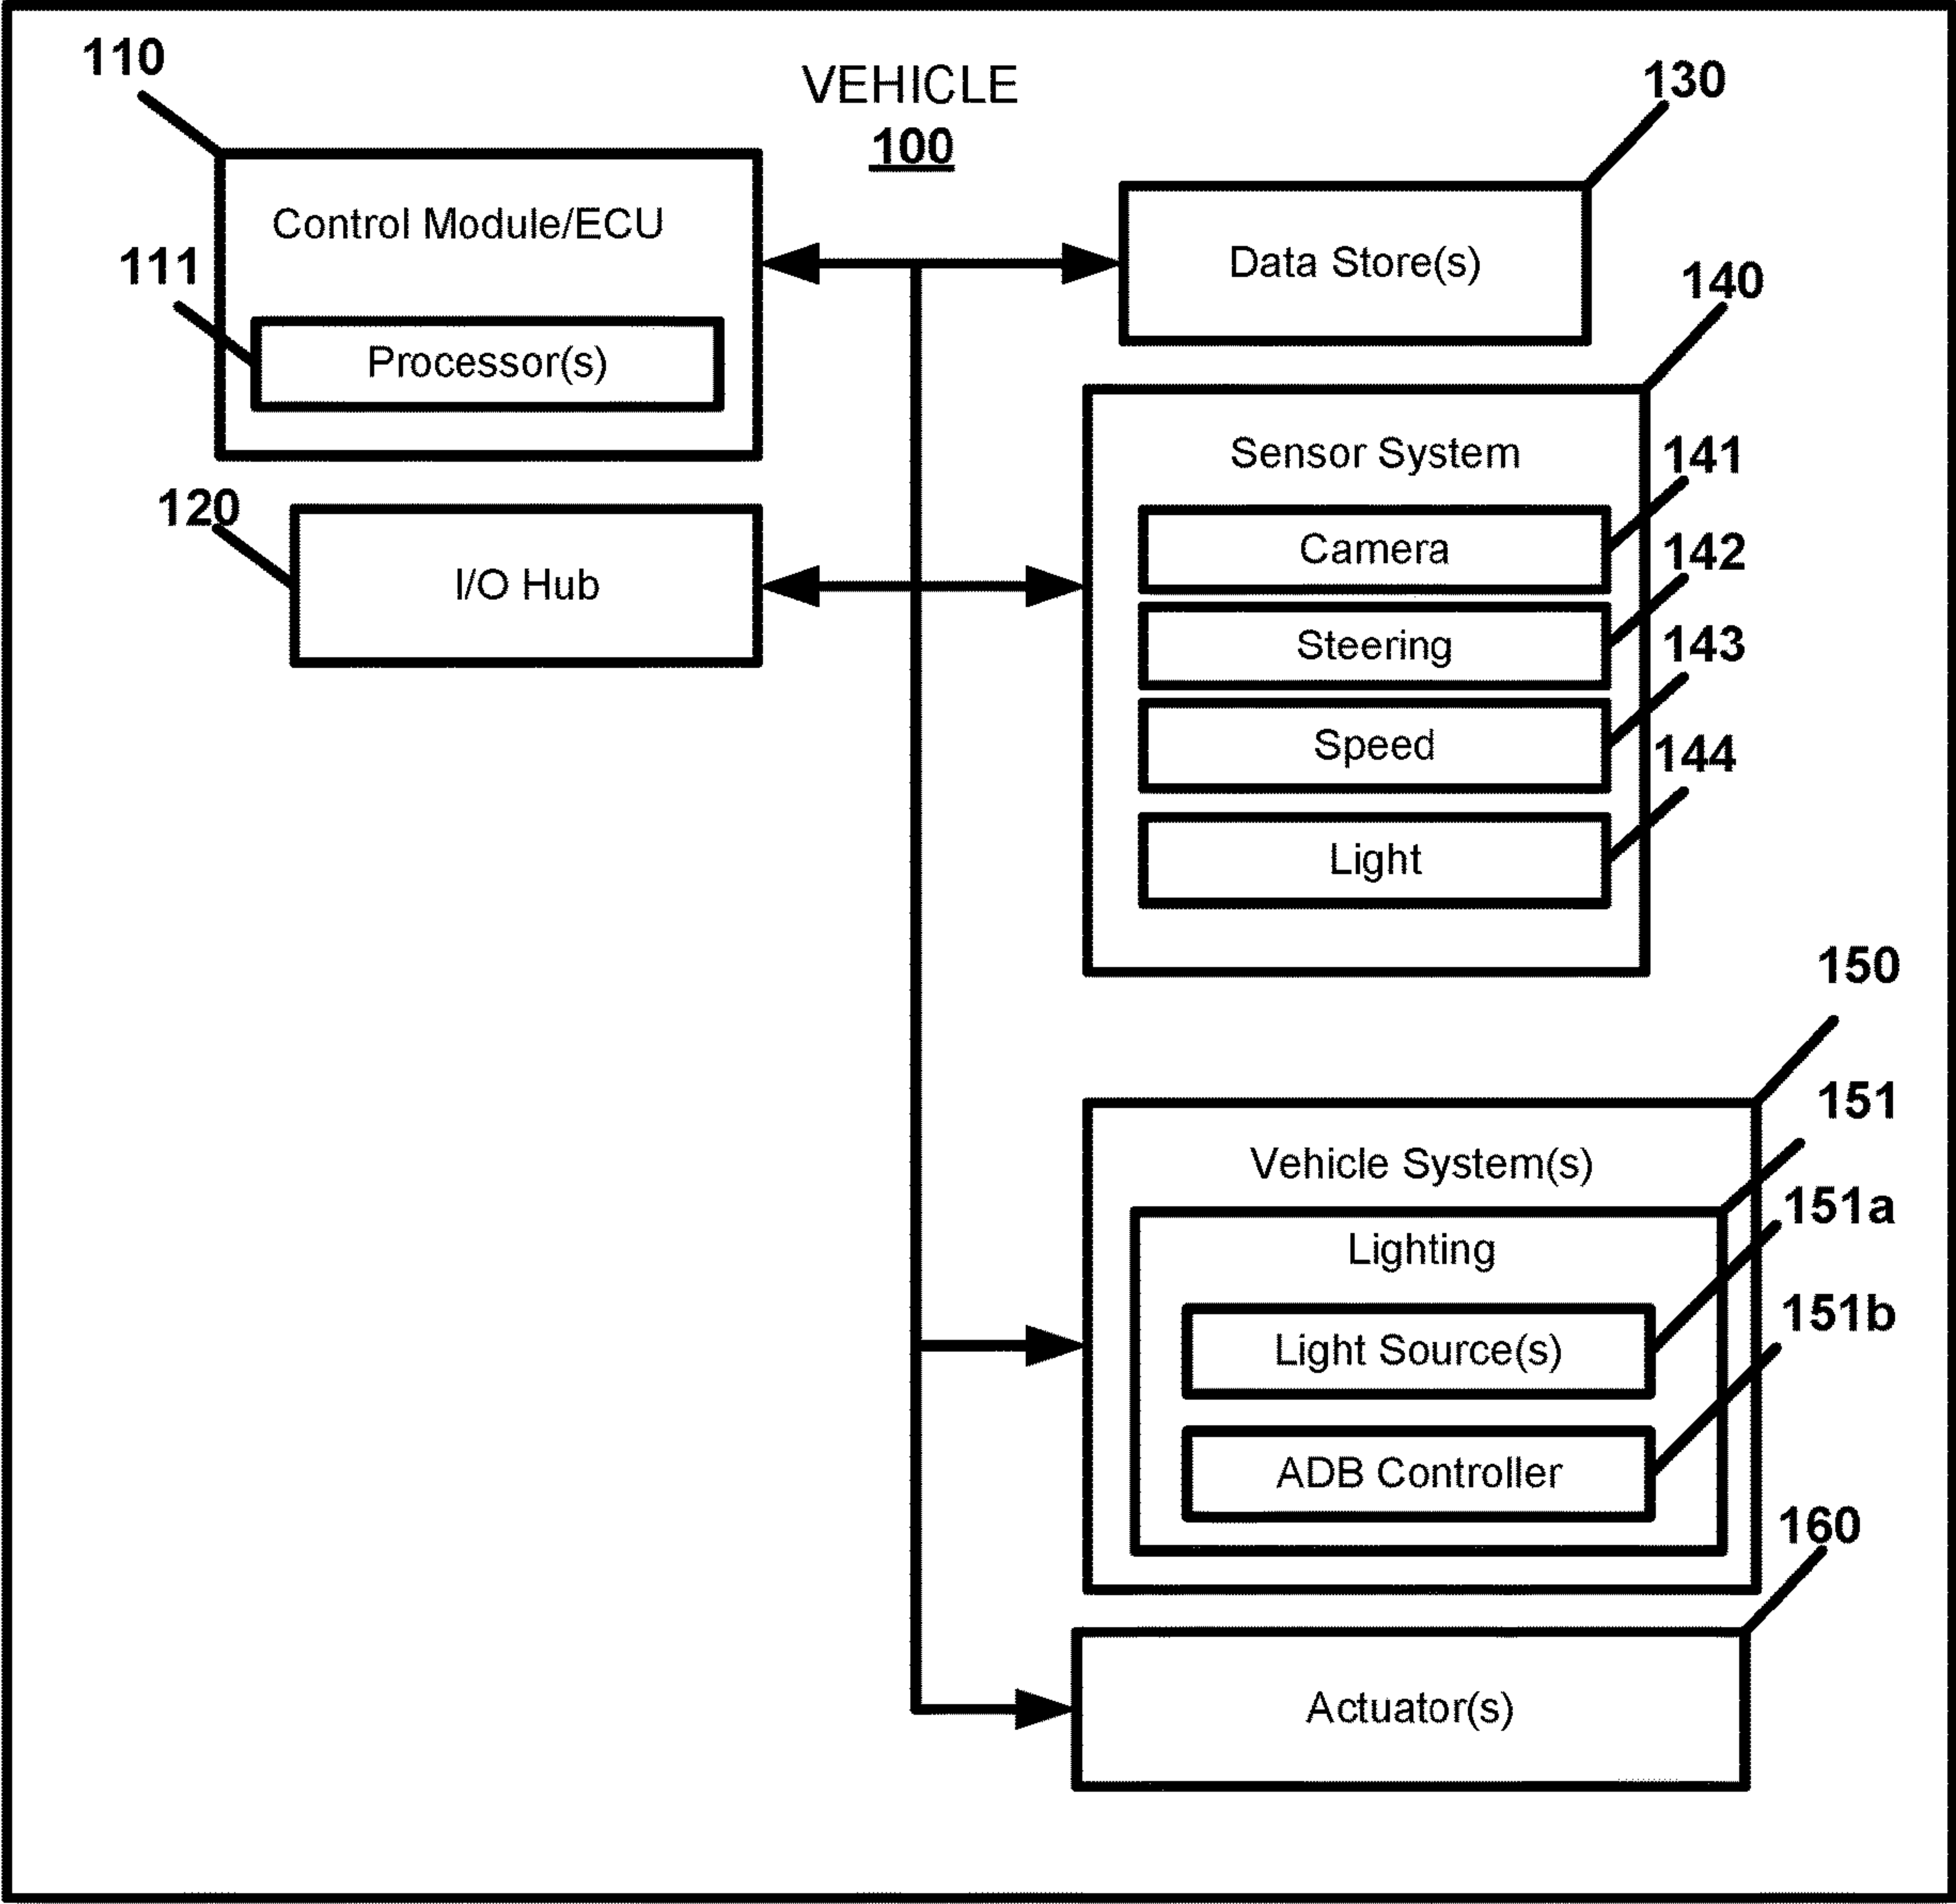 VEHICLE
100
110
Control Module/ECU
111
Processor(s)
120
I/O Hub
130
Data Store(s)
140
Sensor System
141
Camera
142
Steering
143
Speed
144
Light
150
Vehicle System(s)
151
Lighting
151a
Light Source(s)
151b
ADB Controller
160
Actuator(s)